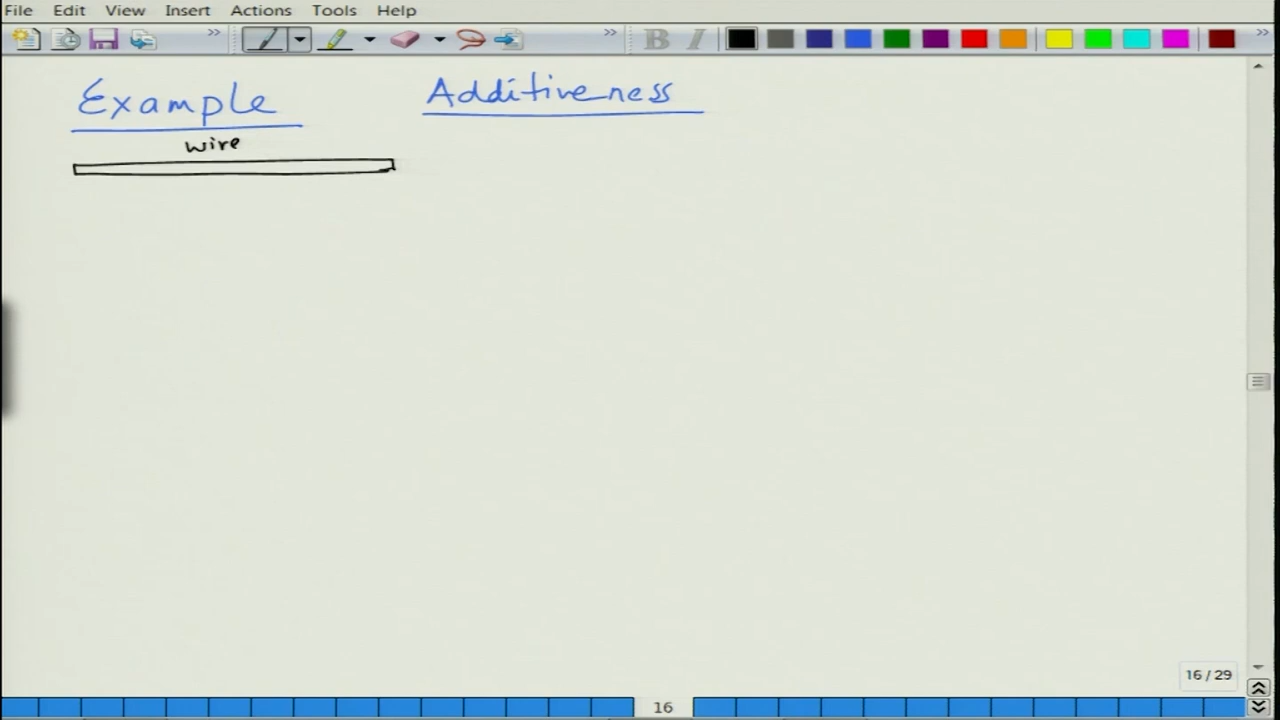 File Edit View Insert Actions Tools Help
B I
Example Additiveness
wire
16 / 29
16